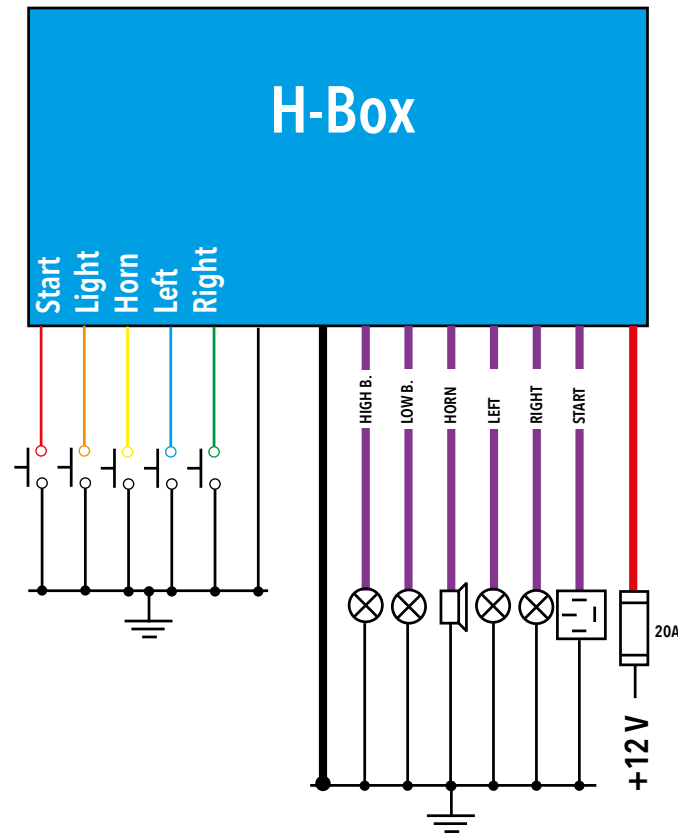 H-Box
Start
Light
Horn
Left
Right
HIGH B.
LOW B.
HORN
LEFT
RIGHT
START
20A
+12 V